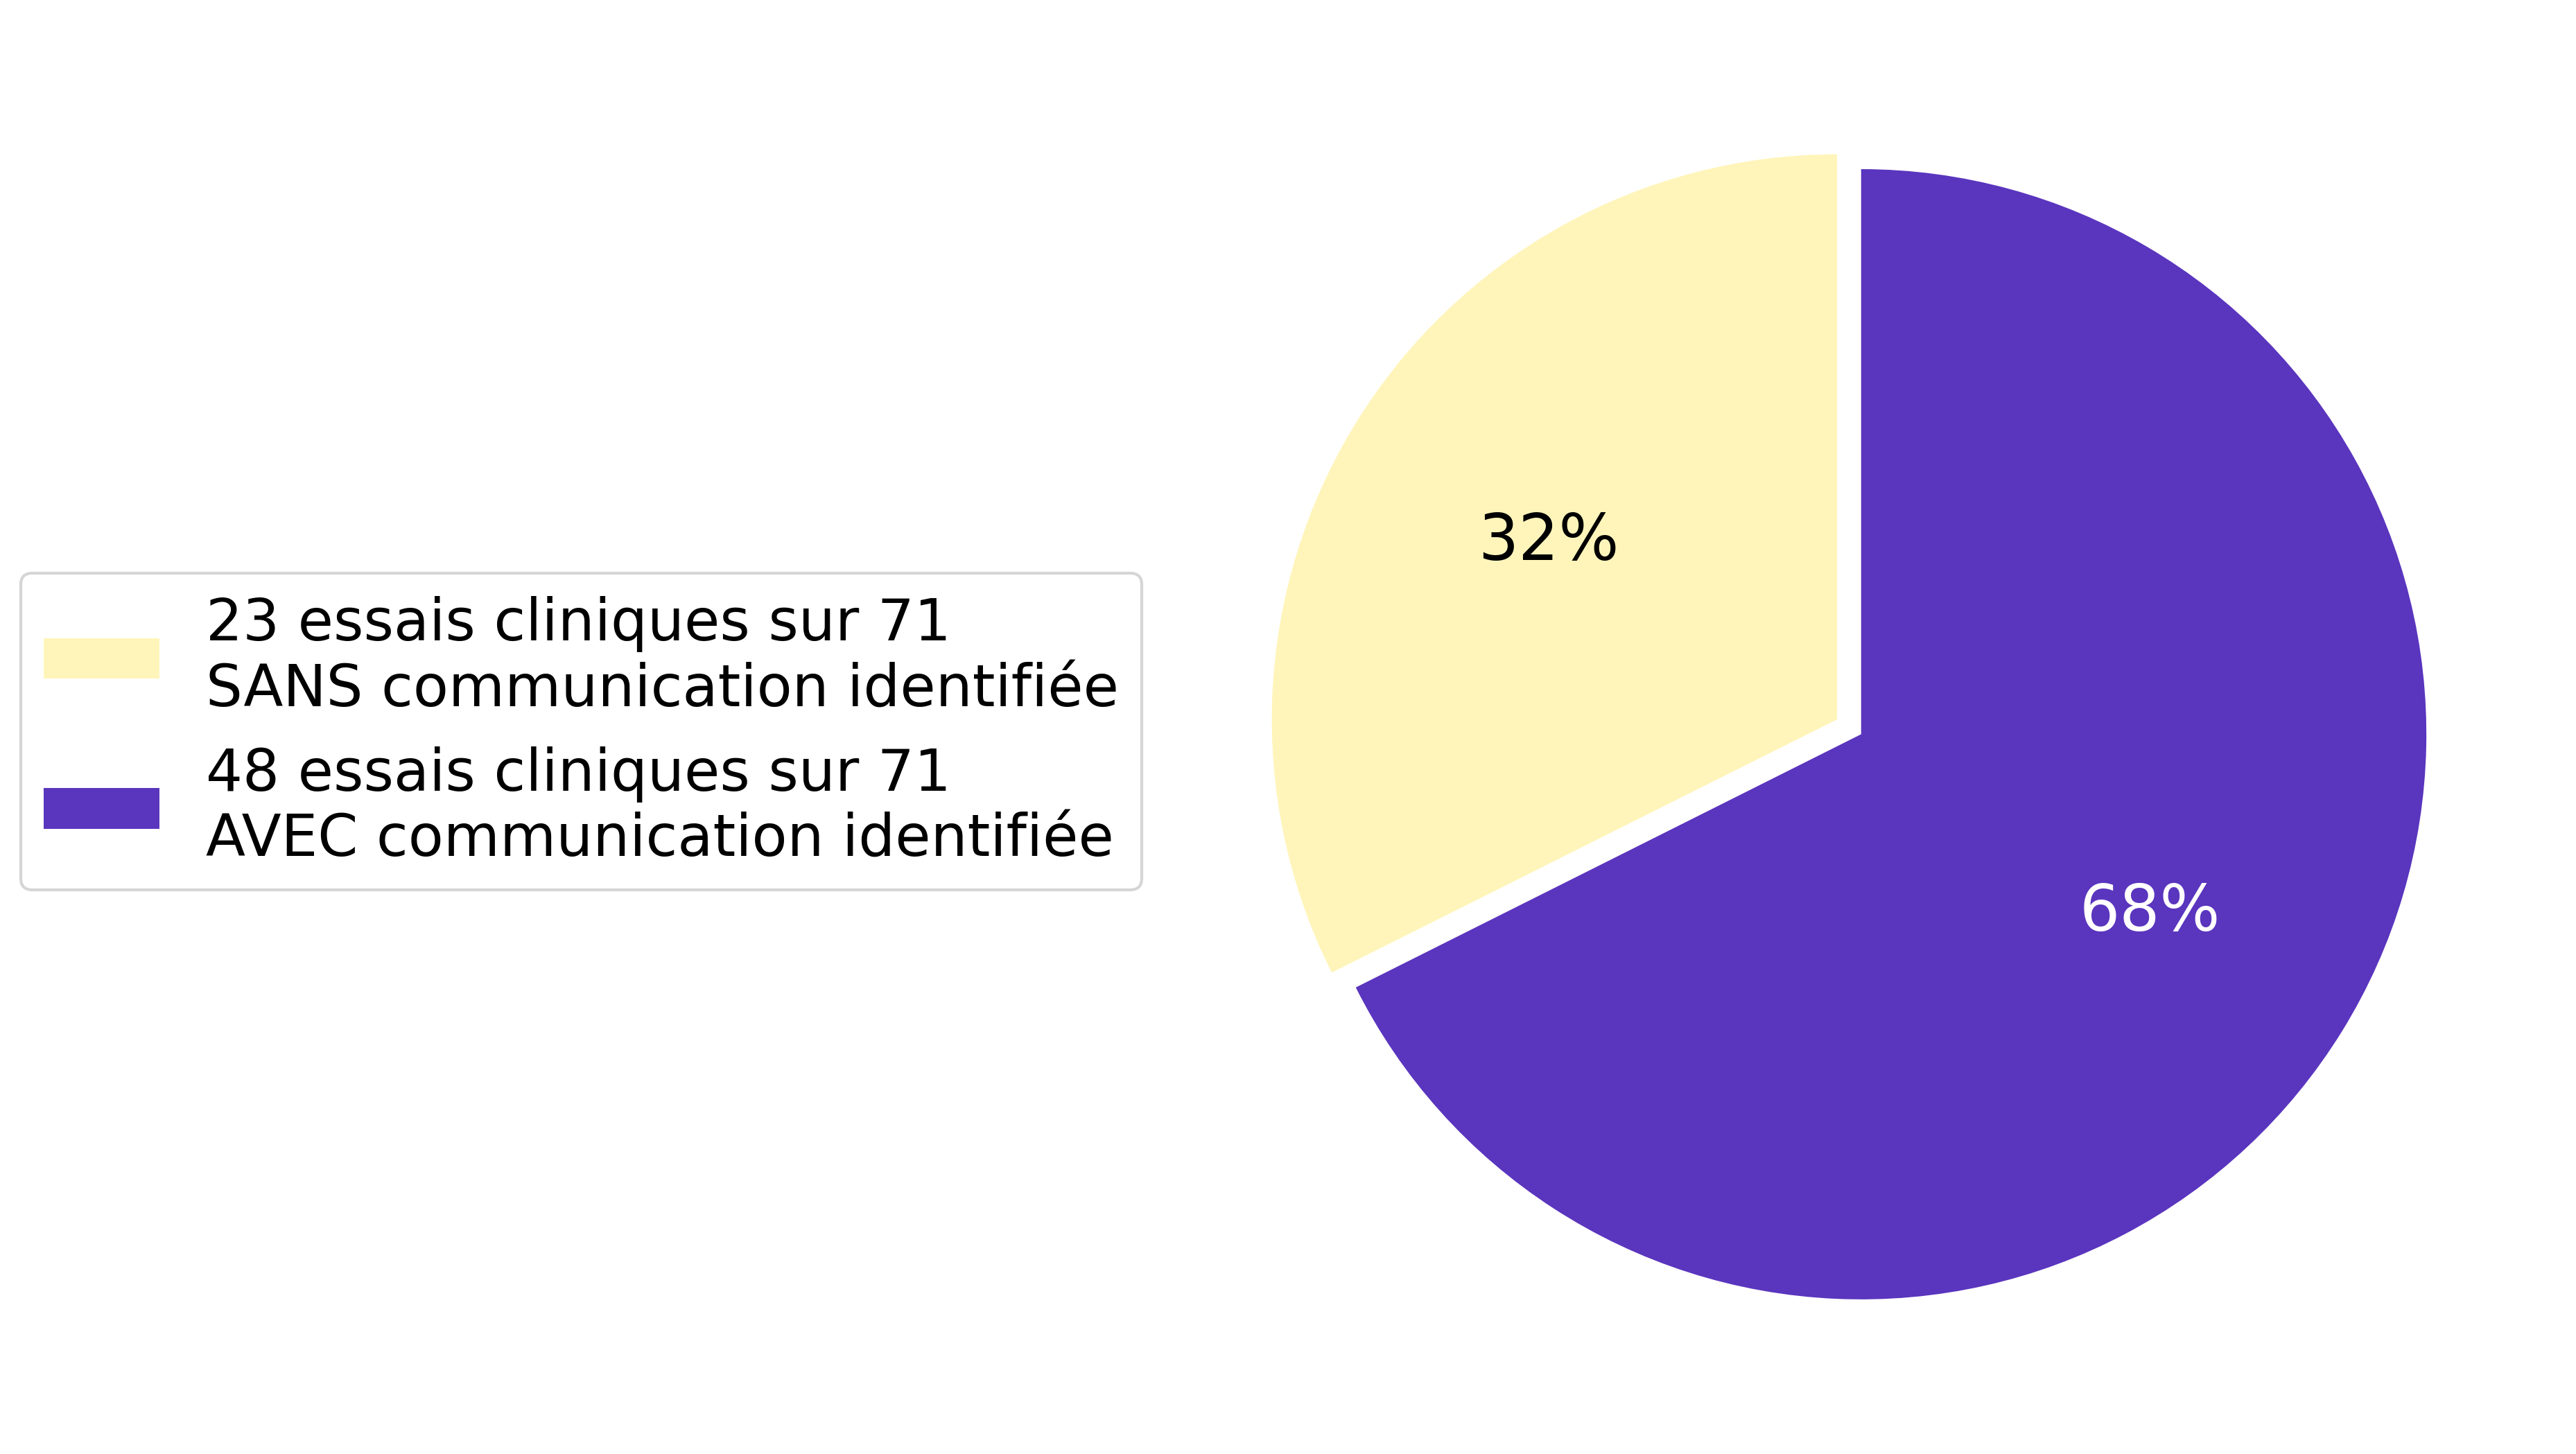 23 essais cliniques sur 71
SANS communication identifiée
48 essais cliniques sur 71
AVEC communication identifiée
32%
68%